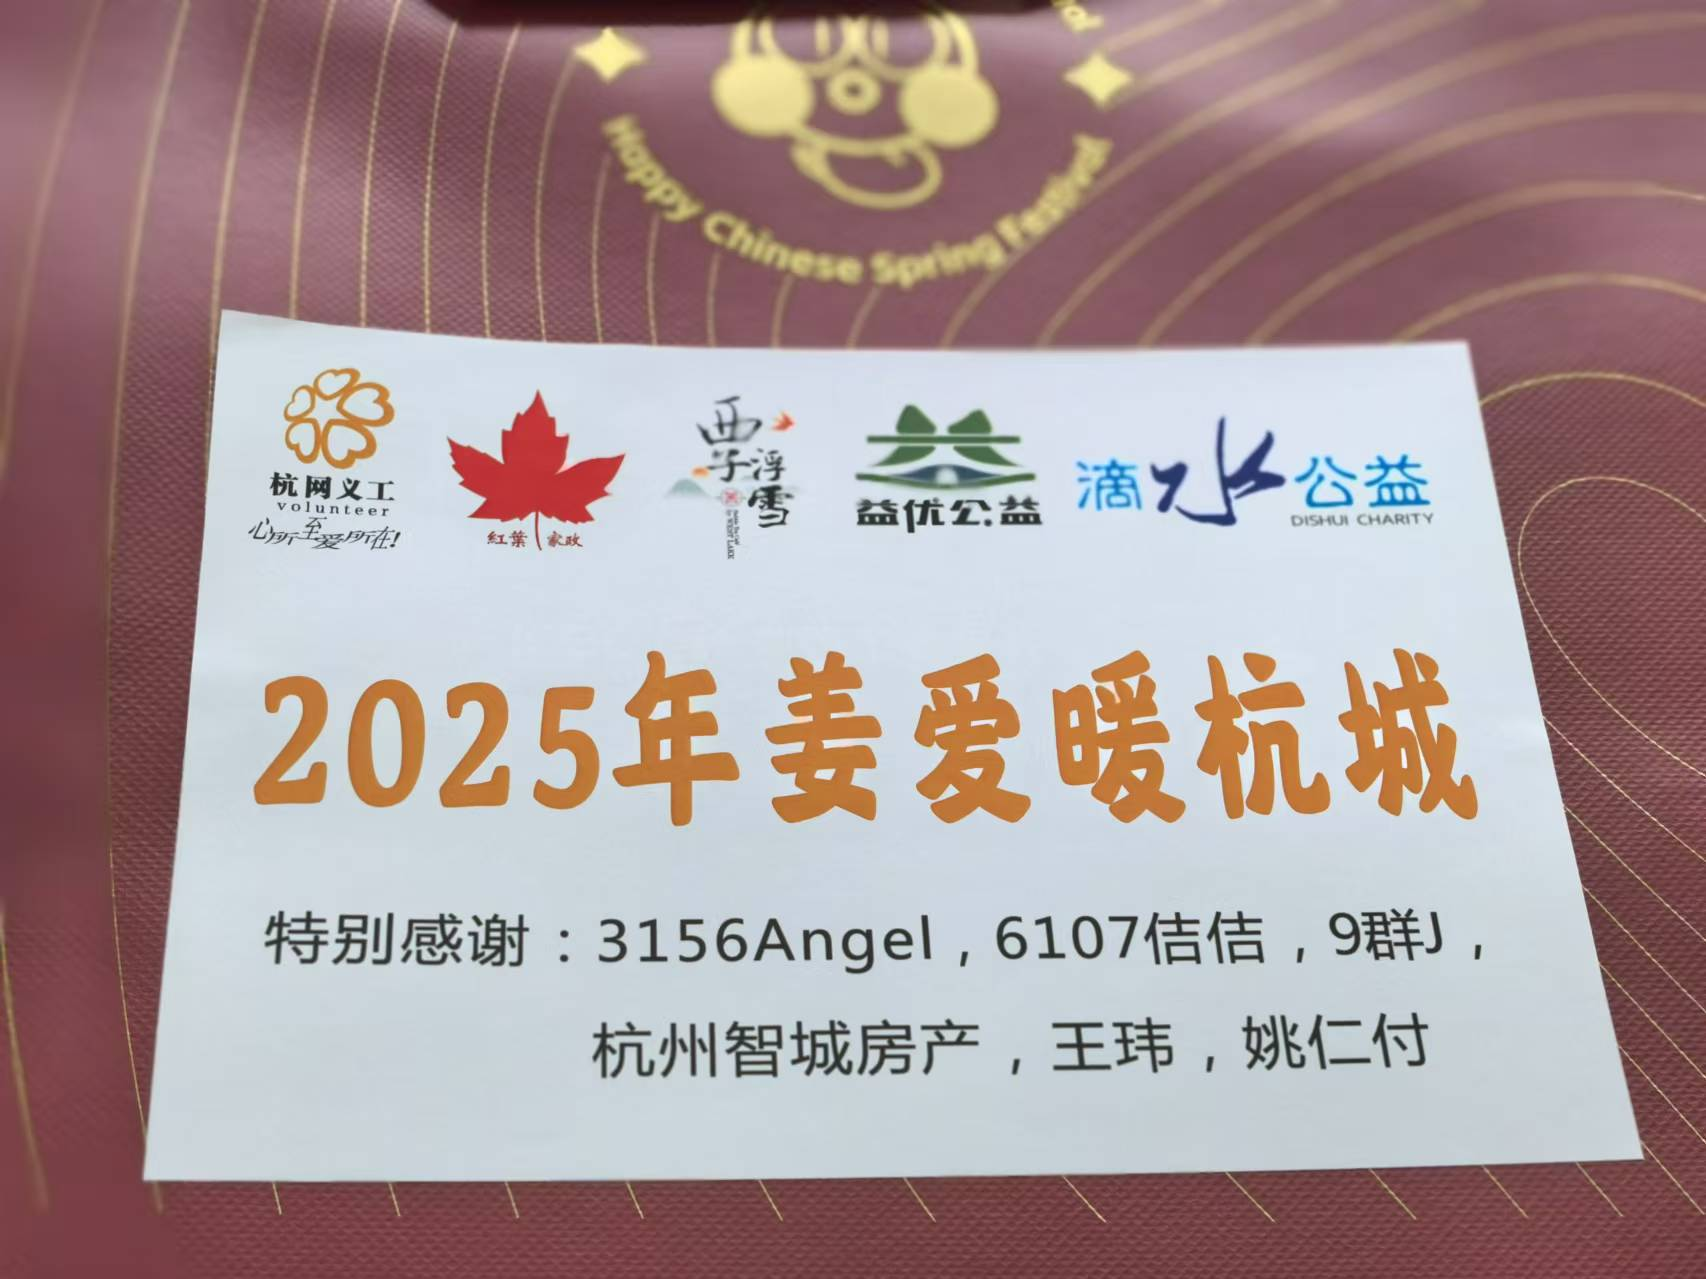 Happy Chinese Spring Festival
杭网义工
volunteer
心所至爱所在!
紅葉家政
西子浮雪
益优公益
滴水公益
DISHUI CHARITY
2025年姜爱暖杭城
特别感谢：3156Angel，6107佶佶，9群J，
杭州智城房产，王玮，姚仁付